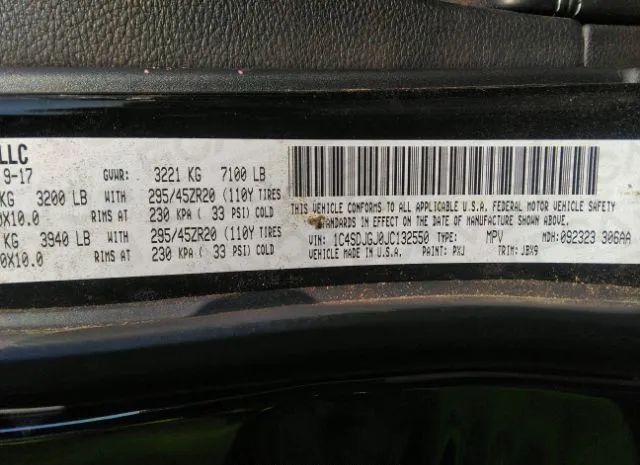 LLC
9-17 GVWR: 3221 KG 7100 LB
KG 3200 LB WITH 295/45ZR20 (110Y TIRES
0X10.0 RIMS AT 230 KPA ( 33 PSI) COLD
KG 3940 LB WITH 295/45ZR20 (110Y TIRES
0X10.0 RIMS AT 230 KPA ( 33 PSI) COLD
THIS VEHICLE CONFORMS TO ALL APPLICABLE U.S.A. FEDERAL MOTOR VEHICLE SAFETY
STANDARDS IN EFFECT ON THE DATE OF MANUFACTURE SHOWN ABOVE.
VIN: 1C4SDJGJ0JC132550 TYPE: MPV MDH: 092323 306AA
VEHICLE MADE IN U.S.A. PAINT: PXJ TRIM: JBX9